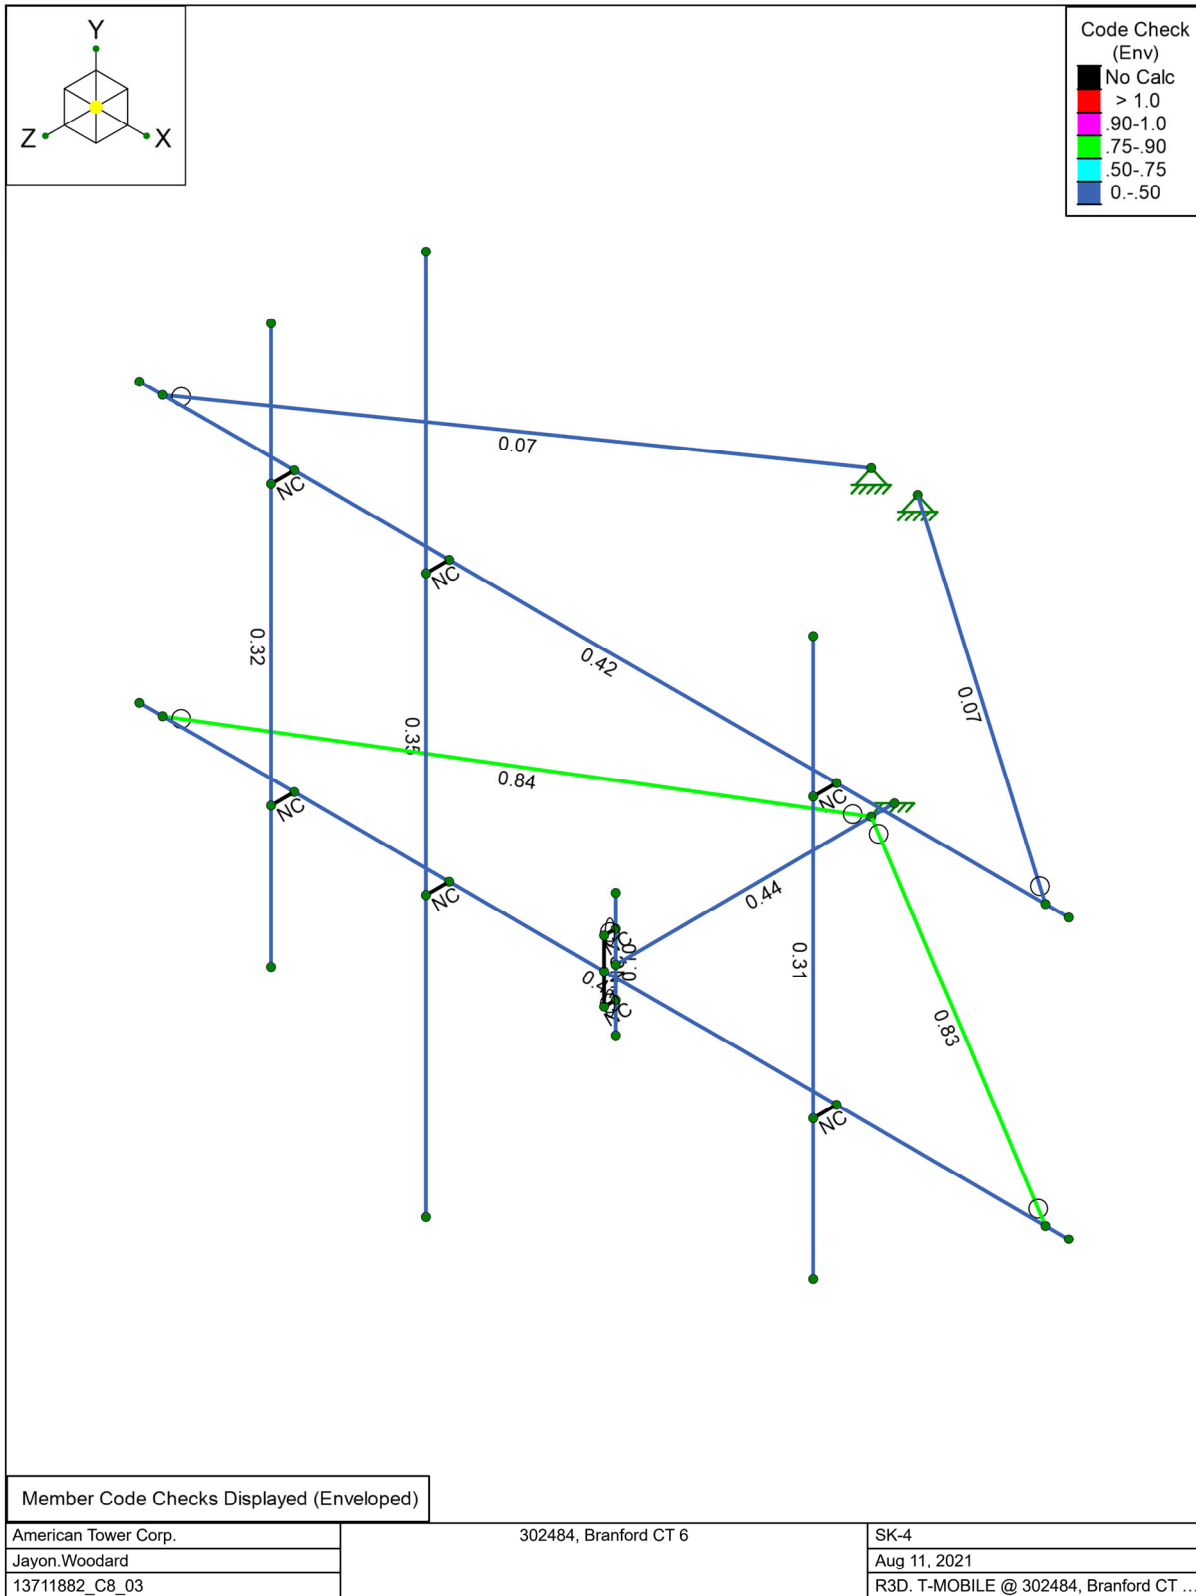 Y
Z
X
Code Check
(Env)
No Calc
> 1.0
.90-1.0
.75-.90
.50-.75
0.-.50
0.07
NC
NC
0.32
0.42
0.07
0.35
0.84
NC
NC
0.44
NC
0.31
0.83
NC
Member Code Checks Displayed (Enveloped)
American Tower Corp.
Jayon.Woodard
13711882_C8_03
302484, Branford CT 6
SK-4
Aug 11, 2021
R3D. T-MOBILE @ 302484, Branford CT ...